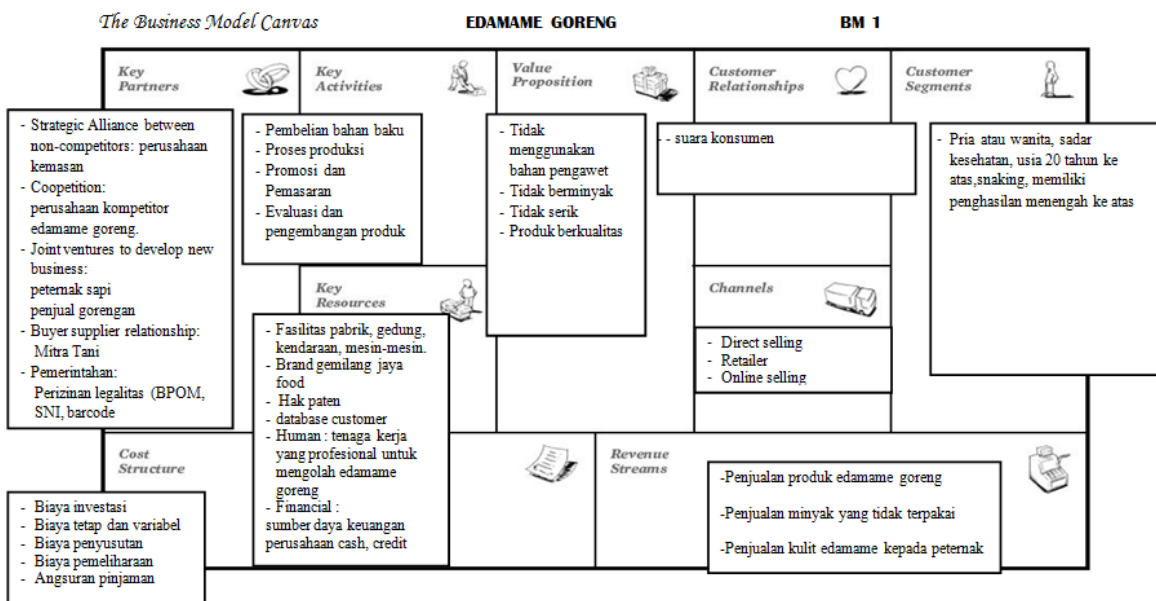 The Business Model Canvas
EDAMAME GORENG
BM 1
Key
Partners
- Strategic Alliance between
non-competitors: perusahaan
kemasan
- Coopetition:
perusahaan kompetitor
edamame goreng.
- Joint ventures to develop new
business:
peternak sapi
penjual gorengan
- Buyer supplier relationship:
Mitra Tani
- Pemerintahan:
Perizinan legalitas (BPOM,
SNI, barcode
Key
Activities
- Pembelian bahan baku
- Proses produksi
- Promosi dan
Pemasaran
- Evaluasi dan
pengembangan produk
Key
Resources
- Fasilitas pabrik, gedung,
kendaraan, mesin-mesin.
- Brand gemilang jaya
food
- Hak paten
- database customer
- Human : tenaga kerja
yang profesional untuk
mengolah edamame
goreng
- Financial :
sumber daya keuangan
perusahaan cash, credit
Value
Proposition
- Tidak
menggunakan
bahan pengawet
- Tidak berminyak
- Tidak serik
- Produk berkualitas
Customer
Relationships
- - suara konsumen
Channels
- Direct selling
- Retailer
- Online selling
Customer
Segments
- Pria atau wanita, sadar
kesehatan, usia 20 tahun ke
atas,snaking, memiliki
penghasilan menengah ke atas
Cost
Structure
- Biaya investasi
- Biaya tetap dan variabel
- Biaya penyusutan
- Biaya pemeliharaan
- Angsuran pinjaman
Revenue
Streams
-Penjualan produk edamame goreng
-Penjualan minyak yang tidak terpakai
-Penjualan kulit edamame kepada peternak